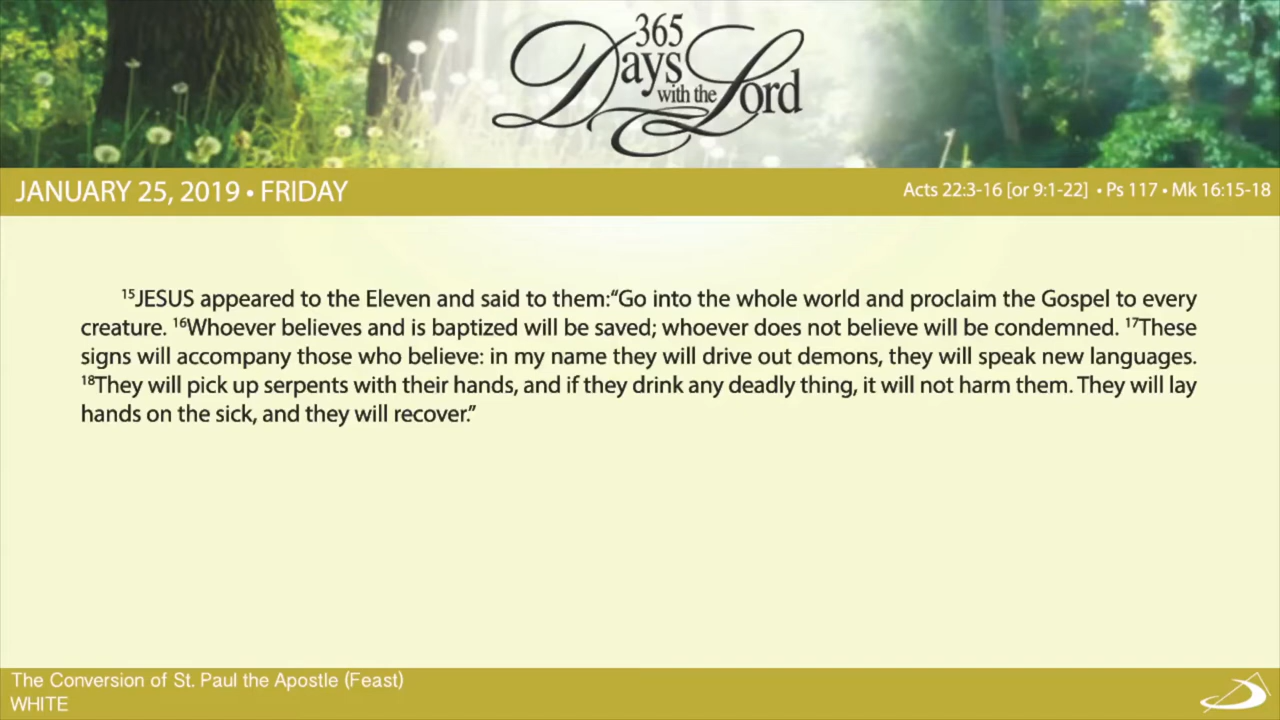 365
Days
with the
Lord
JANUARY 25, 2019 • FRIDAY
Acts 22:3-16 [or 9:1-22] • Ps 117 • Mk 16:15-18
¹⁵JESUS appeared to the Eleven and said to them:“Go into the whole world and proclaim the Gospel to every
creature. ¹⁶Whoever believes and is baptized will be saved; whoever does not believe will be condemned. ¹⁷These
signs will accompany those who believe: in my name they will drive out demons, they will speak new languages.
¹⁸They will pick up serpents with their hands, and if they drink any deadly thing, it will not harm them. They will lay
hands on the sick, and they will recover.”
The Conversion of St. Paul the Apostle (Feast)
WHITE